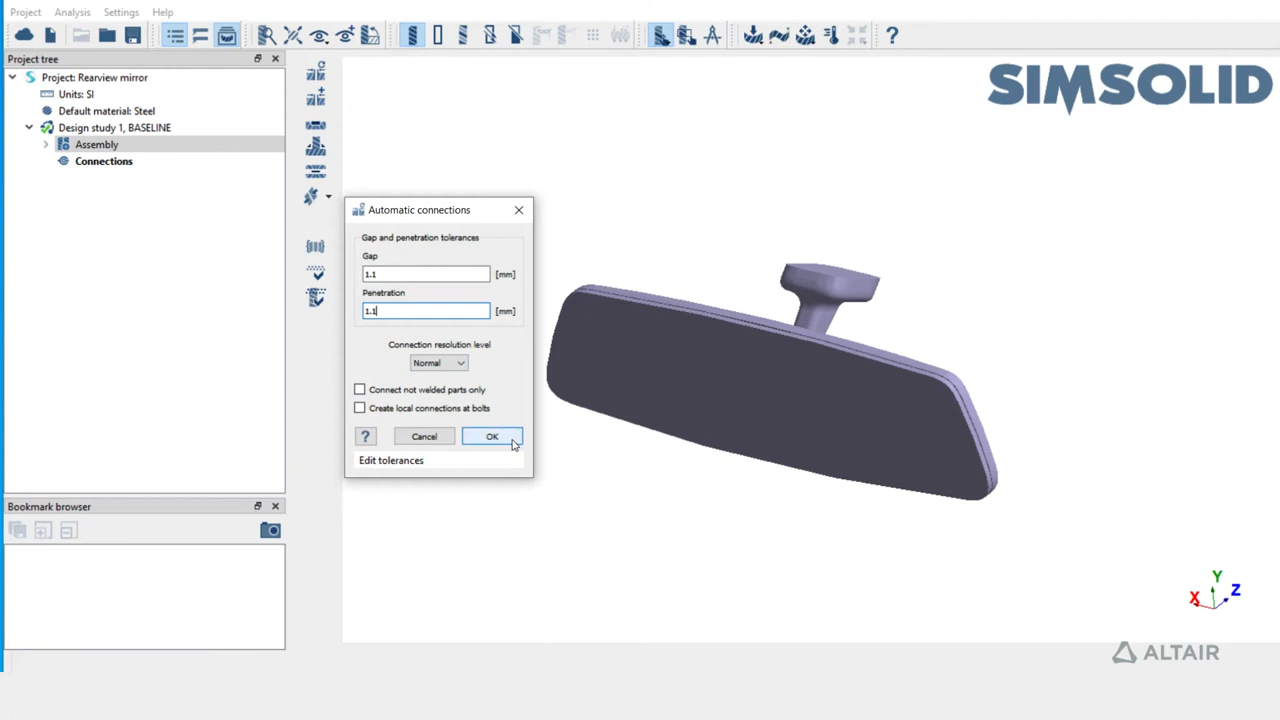 Project Analysis Settings Help
Project tree
Project: Rearview mirror
Units: SI
Default material: Steel
Design study 1, BASELINE
Assembly
Connections
SIMSOLID
Automatic connections
Gap and penetration tolerances
Gap
1.1 [mm]
Penetration
1.1 [mm]
Connection resolution level
Normal
Connect not welded parts only
Create local connections at bolts
? Cancel OK
Edit tolerances
Bookmark browser
Y
X Z
ALTAIR